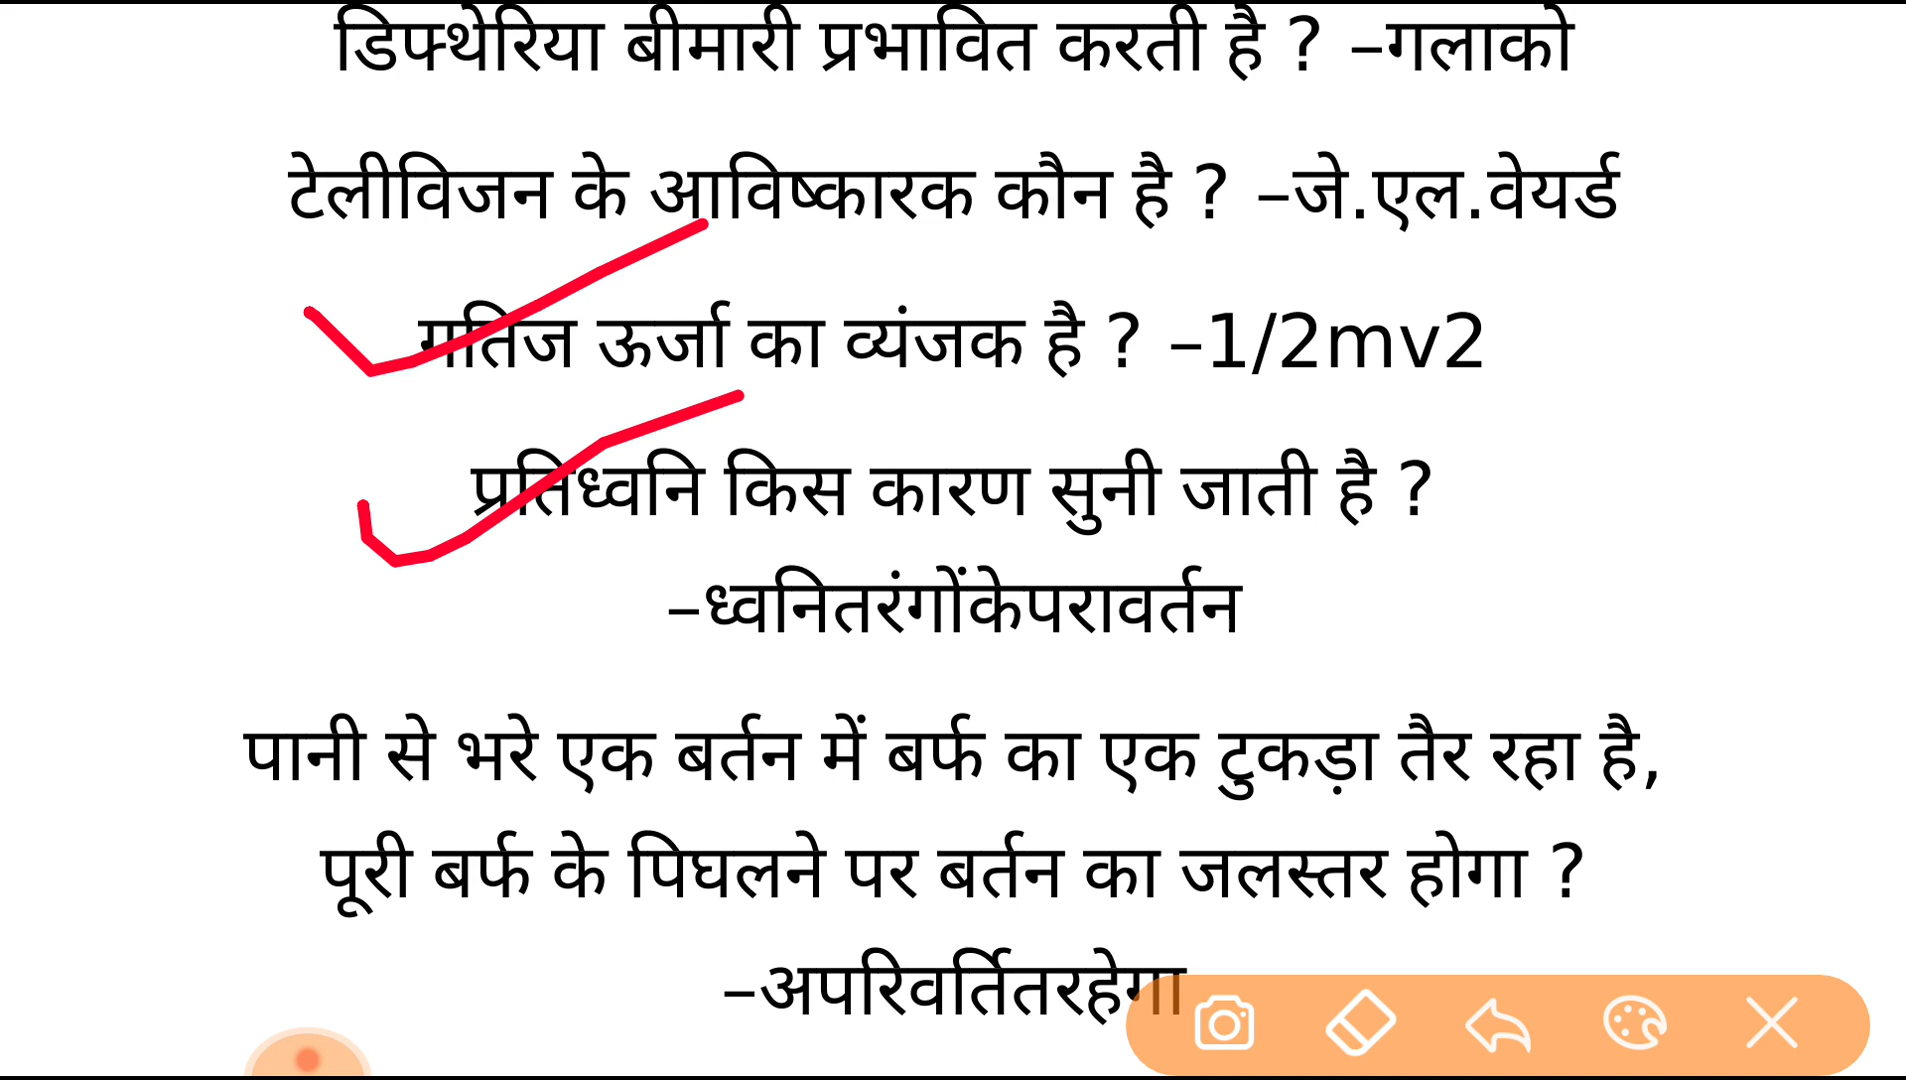 डिफ्थेरिया बीमारी प्रभावित करती है ? –गलाको
टेलीविजन के आविष्कारक कौन है ? –जे.एल.वेयर्ड
गतिज ऊर्जा का व्यंजक है ? –1/2mv2
प्रतिध्वनि किस कारण सुनी जाती है ?
–ध्वनितरंगोंकेपरावर्तन
पानी से भरे एक बर्तन में बर्फ का एक टुकड़ा तैर रहा है,
पूरी बर्फ के पिघलने पर बर्तन का जलस्तर होगा ?
–अपरिवर्तितरहेगा